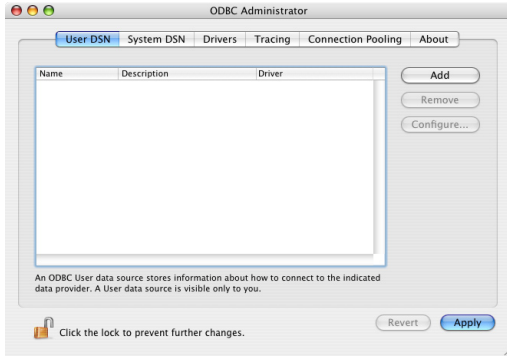 ODBC Administrator
User DSN System DSN Drivers Tracing Connection Pooling About
Name Description Driver
Add
Remove
Configure...
An ODBC User data source stores information about how to connect to the indicated
data provider. A User data source is visible only to you.
Click the lock to prevent further changes.
Revert Apply